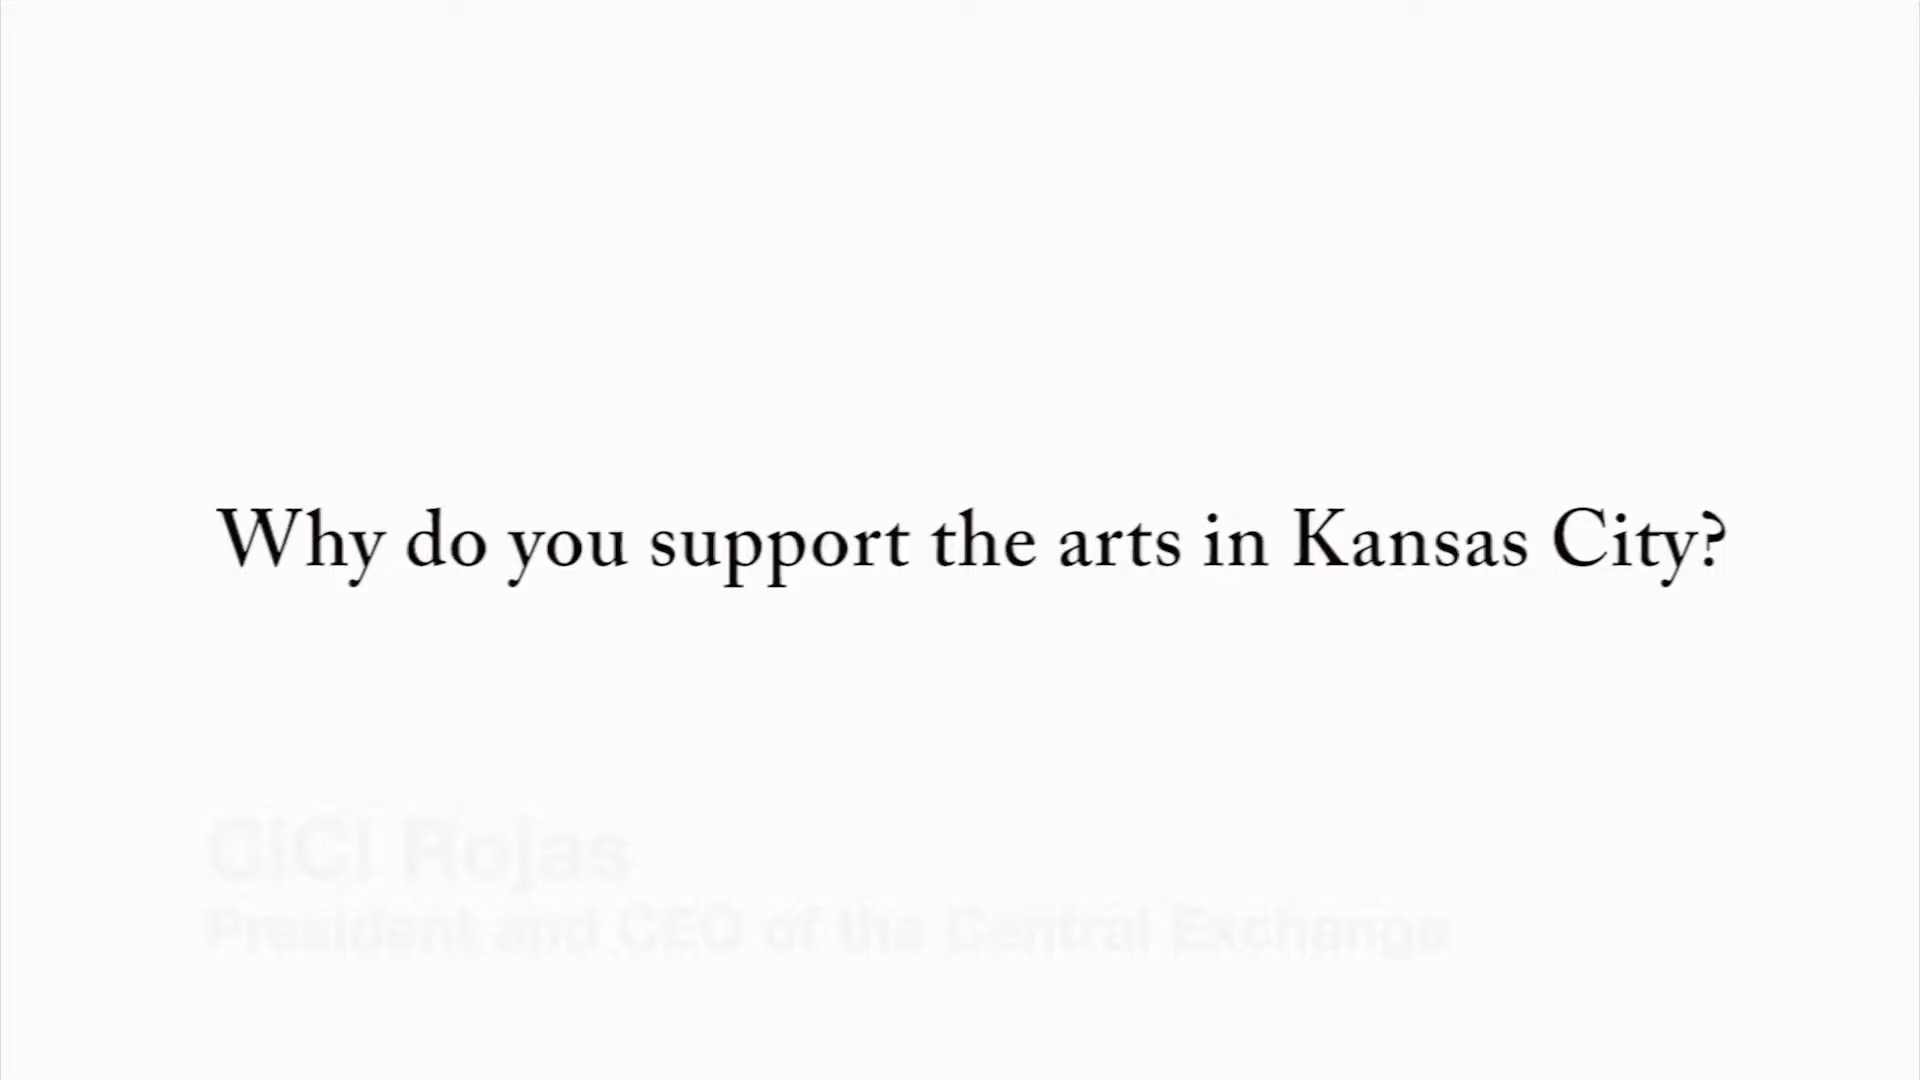 Why do you support the arts in Kansas City?
CiCi Rojas
President and CEO of the Central Exchange